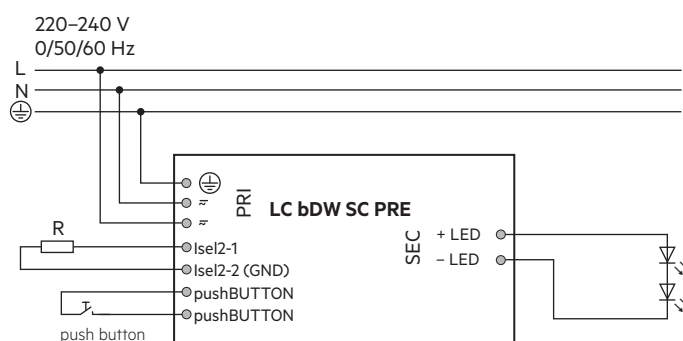 220–240 V
0/50/60 Hz
L
N
PRI
LC bDW SC PRE
R
Isel2-1
Isel2-2 (GND)
pushBUTTON
pushBUTTON
push button
SEC
+ LED
– LED